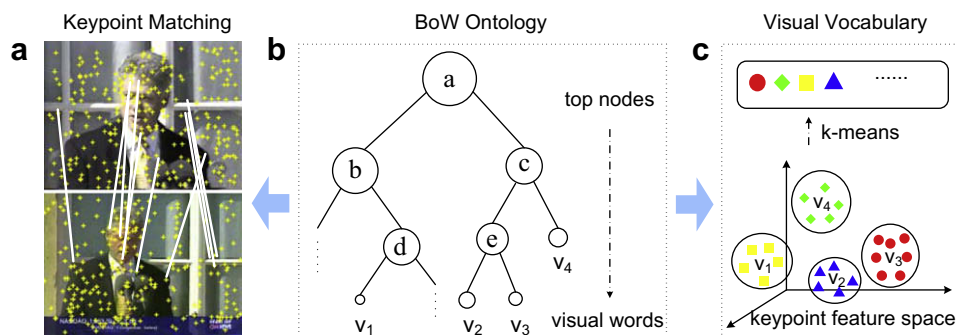 Keypoint Matching
BoW Ontology
Visual Vocabulary
a
b
c
a
top nodes
b
c
d
e
v4
v1
v2
v3
visual words
......
k-means
v4
v1
v2
v3
keypoint feature space